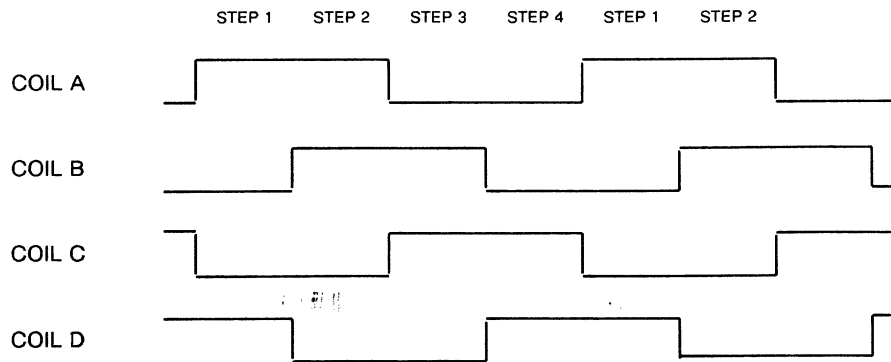 STEP 1 STEP 2 STEP 3 STEP 4 STEP 1 STEP 2
COIL A
COIL B
COIL C
COIL D